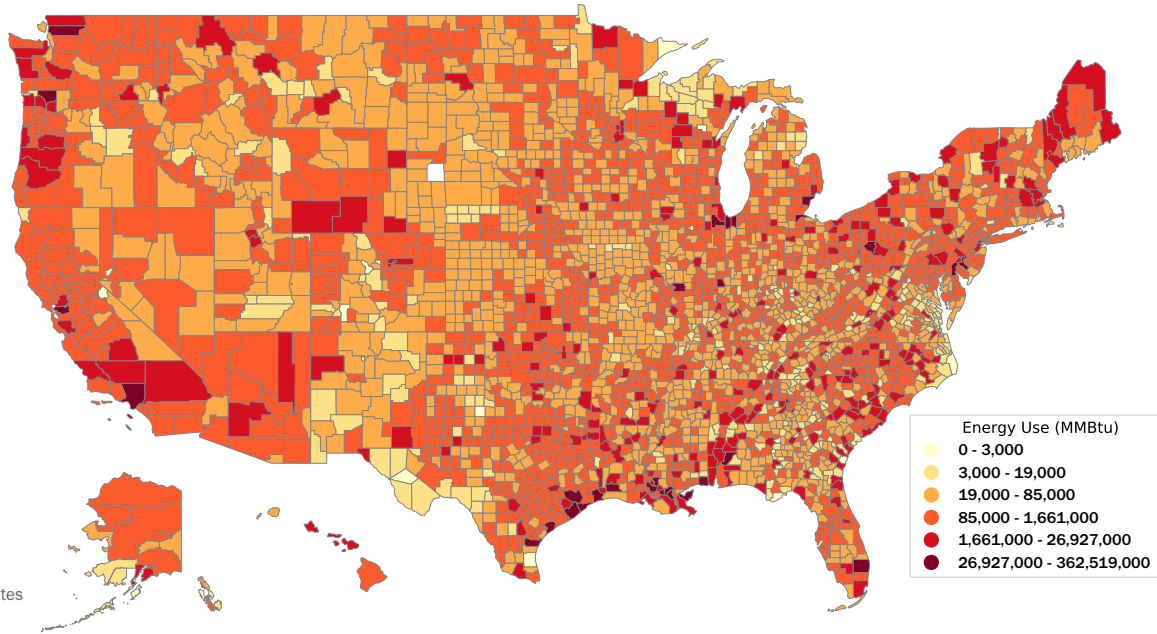 Energy Use (MMBtu)
0 - 3,000
3,000 - 19,000
19,000 - 85,000
85,000 - 1,661,000
1,661,000 - 26,927,000
26,927,000 - 362,519,000
tes